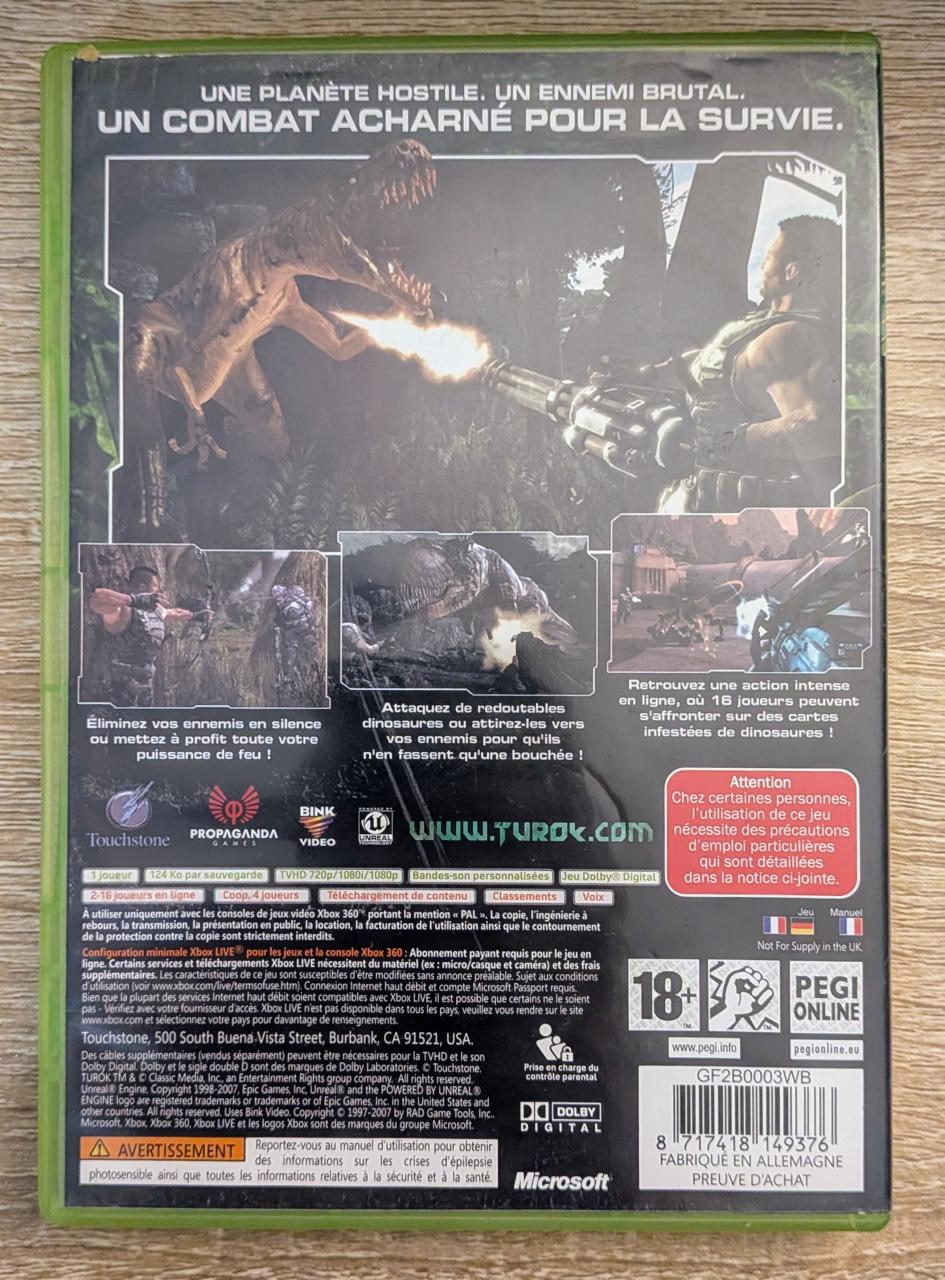 UNE PLANÈTE HOSTILE. UN ENNEMI BRUTAL.
UN COMBAT ACHARNÉ POUR LA SURVIE.
Éliminez vos ennemis en silence
ou mettez à profit toute votre
puissance de feu !
Attaquez de redoutables
dinosaures ou attirez-les vers
vos ennemis pour qu'ils
n'en fassent qu'une bouchée !
Retrouvez une action intense
en ligne, où 16 joueurs peuvent
s'affronter sur des cartes
infestées de dinosaures !
Attention
Chez certaines personnes,
l'utilisation de ce jeu
nécessite des précautions
d'emploi particulières
qui sont détaillées
dans la notice ci-jointe.
Touchstone
PROPAGANDA
GAMES
BINK
VIDEO
POWERED BY
UNREAL
TECHNOLOGY
WWW.TUROK.COM
1 joueur
124 Ko par sauvegarde
TVHD 720p/1080i/1080p
Bandes-son personnalisées
Jeu Dolby® Digital
2-16 joueurs en ligne
Coop. 4 joueurs
Téléchargement de contenu
Classements
Voix
À utiliser uniquement avec les consoles de jeux vidéo Xbox 360™ portant la mention « PAL ». La copie, l'ingénierie à
rebours, la transmission, la présentation en public, la location, la facturation de l'utilisation ainsi que le contournement
de la protection contre la copie sont strictement interdits.
Configuration minimale Xbox LIVE® pour les jeux et la console Xbox 360 : Abonnement payant requis pour le jeu en
ligne. Certains services et téléchargements Xbox LIVE nécessitent du matériel (ex : micro/casque et caméra) et des frais
supplémentaires. Les caractéristiques de ce jeu sont susceptibles d'être modifiées sans annonce préalable. Sujet aux conditions
d'utilisation (voir www.xbox.com/live/termsofuse.htm). Connexion Internet haut débit et compte Microsoft Passport requis.
Bien que la plupart des services Internet haut débit soient compatibles avec Xbox LIVE, il est possible que certains ne le soient
pas - Vérifiez avec votre fournisseur d'accès. Xbox LIVE n'est pas disponible dans tous les pays, veuillez vous rendre sur le site
www.xbox.com et sélectionnez votre pays pour davantage de renseignements.
Touchstone, 500 South Buena Vista Street, Burbank, CA 91521, USA.
Des câbles supplémentaires (vendus séparément) peuvent être nécessaires pour la TVHD et le son
Dolby Digital. Dolby et le sigle double D sont des marques de Dolby Laboratories. © Touchstone.
TUROK TM & © Classic Media, Inc., an Entertainment Rights group company. All rights reserved.
Unreal® Engine, Copyright 1998-2007, Epic Games, Inc. Unreal® and the POWERED BY UNREAL®
ENGINE logo are registered trademarks or trademarks or of Epic Games, Inc. in the United States and
other countries. All rights reserved. Uses Bink Video. Copyright © 1997-2007 by RAD Game Tools, Inc..
Microsoft, Xbox, Xbox 360, Xbox LIVE et les logos Xbox sont des marques du groupe Microsoft.
AVERTISSEMENT
Reportez-vous au manuel d'utilisation pour obtenir
des informations sur les crises d'épilepsie
photosensible ainsi que toutes les informations relatives à la sécurité et à la santé.
Prise en charge du
contrôle parental
DOLBY
DIGITAL
Microsoft®
Jeu
Manuel
Not For Supply in the UK.
18+
TM
TM
PEGI
ONLINE
www.pegi.info
pegionline.eu
GF2B0003WB
8 717418 149376
FABRIQUÉ EN ALLEMAGNE
PREUVE D'ACHAT